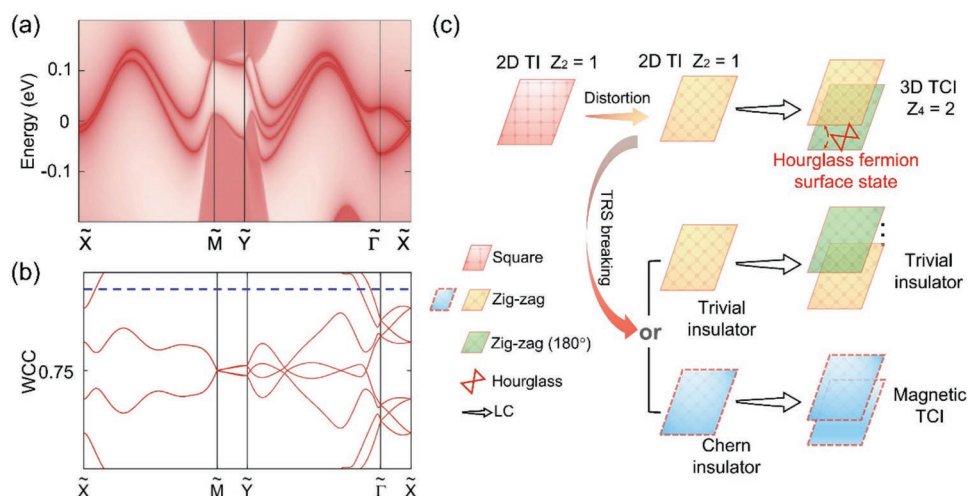 (a)
Energy (eV)
0.1
0
-0.1
X̃ M̃ Ỹ Γ̃ X̃
(b)
WCC
0.75
X̃ M̃ Ỹ Γ̃ X̃
(c)
2D TI Z₂ = 1
2D TI Z₂ = 1
Distortion
3D TCI
Z₄ = 2
Hourglass fermion
surface state
TRS breaking
Square
Zig-zag
Zig-zag (180°)
Hourglass
LC
or
Trivial
insulator
Trivial
insulator
Chern
insulator
Magnetic
TCI